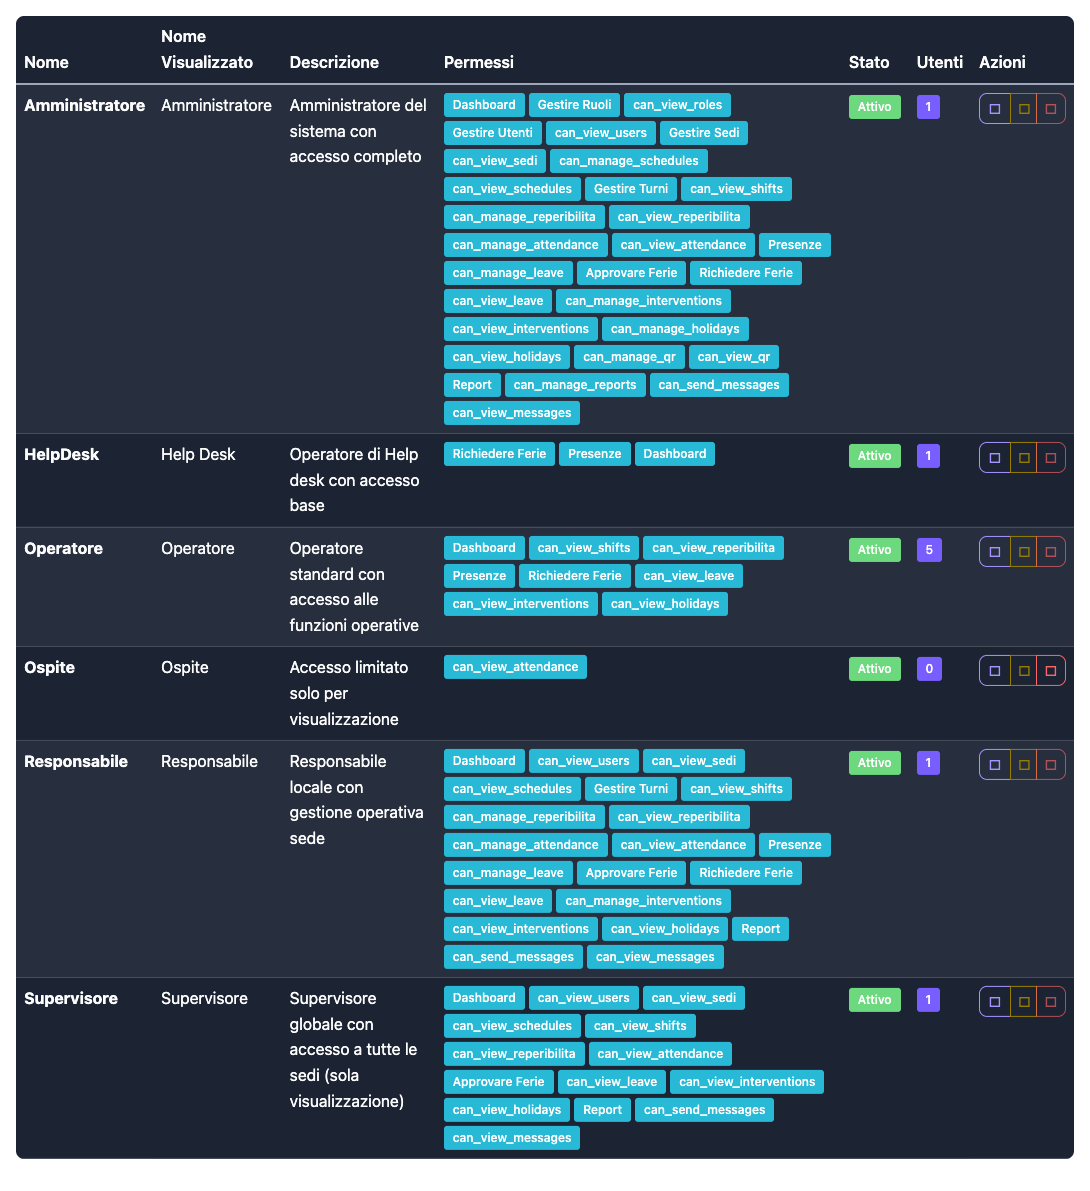 Nome
Nome Visualizzato
Descrizione
Permessi
Stato
Utenti
Azioni
Amministratore
Amministratore
Amministratore del
sistema con
accesso completo
Dashboard Gestire Ruoli can_view_roles
Gestire Utenti can_view_users Gestire Sedi
can_view_sedi can_manage_schedules
can_view_schedules Gestire Turni can_view_shifts
can_manage_reperibilita can_view_reperibilita
can_manage_attendance can_view_attendance Presenze
can_manage_leave Approvare Ferie Richiedere Ferie
can_view_leave can_manage_interventions
can_view_interventions can_manage_holidays
can_view_holidays can_manage_qr can_view_qr
Report can_manage_reports can_send_messages
can_view_messages
Attivo
1
HelpDesk
Help Desk
Operatore di Help
desk con accesso
base
Richiedere Ferie Presenze Dashboard
Attivo
1
Operatore
Operatore
Operatore
standard con
accesso alle
funzioni operative
Dashboard can_view_shifts can_view_reperibilita
Presenze Richiedere Ferie can_view_leave
can_view_interventions can_view_holidays
Attivo
5
Ospite
Ospite
Accesso limitato
solo per
visualizzazione
can_view_attendance
Attivo
0
Responsabile
Responsabile
Responsabile
locale con
gestione operativa
sede
Dashboard can_view_users can_view_sedi
can_view_schedules Gestire Turni can_view_shifts
can_manage_reperibilita can_view_reperibilita
can_manage_attendance can_view_attendance Presenze
can_manage_leave Approvare Ferie Richiedere Ferie
can_view_leave can_manage_interventions
can_view_interventions can_view_holidays Report
can_send_messages can_view_messages
Attivo
1
Supervisore
Supervisore
Supervisore
globale con
accesso a tutte le
sedi (sola
visualizzazione)
Dashboard can_view_users can_view_sedi
can_view_schedules can_view_shifts
can_view_reperibilita can_view_attendance
Approvare Ferie can_view_leave can_view_interventions
can_view_holidays Report can_send_messages
can_view_messages
Attivo
1